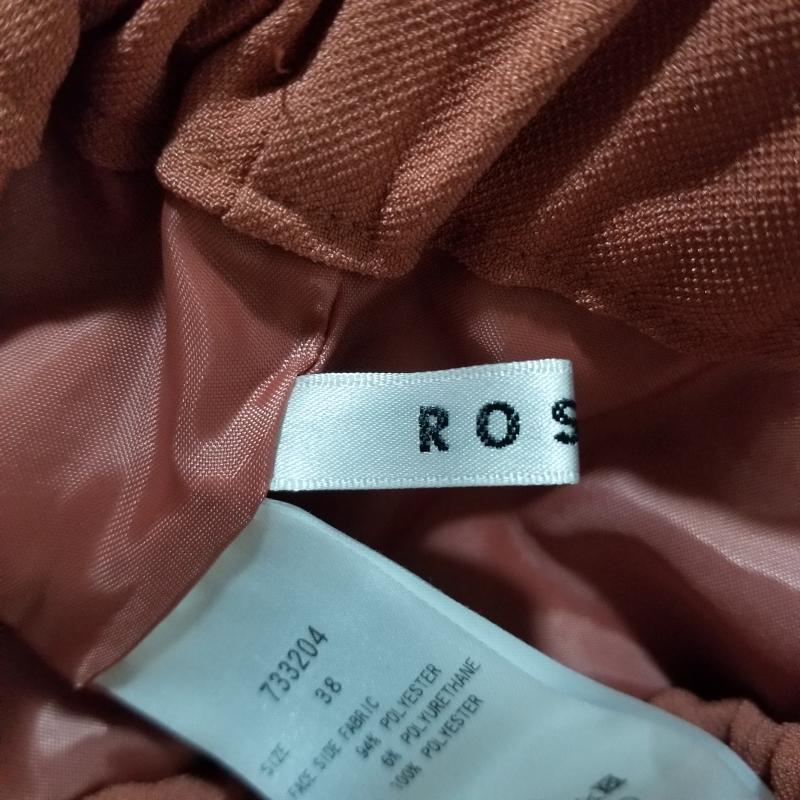 ROS
733204
SIZE 38
FACE SIDE FABRIC
94% POLYESTER
6% POLYURETHANE
100% POLYESTER